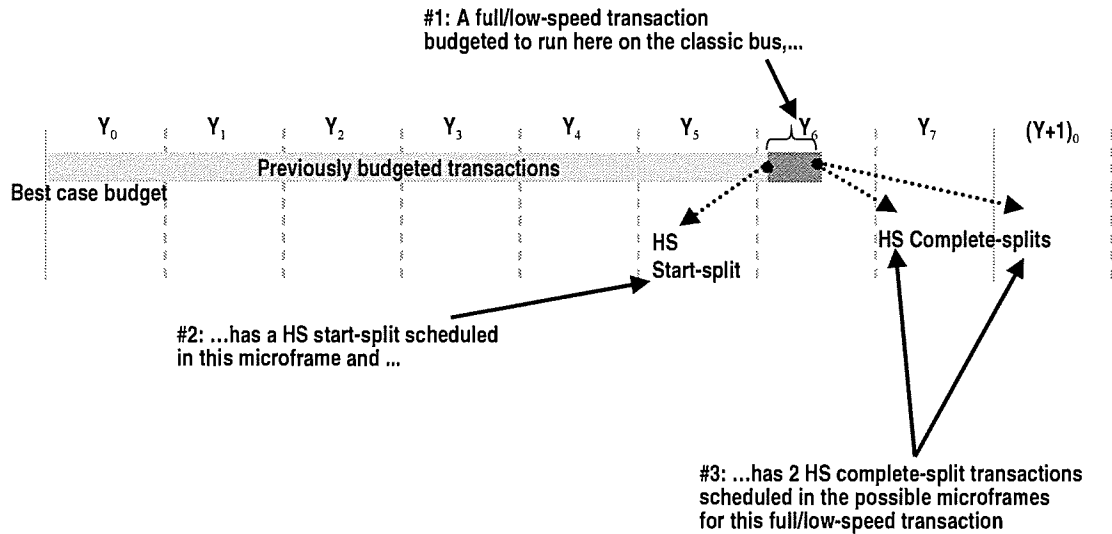 #1: A full/low-speed transaction
budgeted to run here on the classic bus,...
Y₀ Y₁ Y₂ Y₃ Y₄ Y₅ Y₆ Y₇ (Y+1)₀
Previously budgeted transactions
Best case budget
HS
Start-split
HS Complete-splits
#2: ...has a HS start-split scheduled
in this microframe and ...
#3: ...has 2 HS complete-split transactions
scheduled in the possible microframes
for this full/low-speed transaction